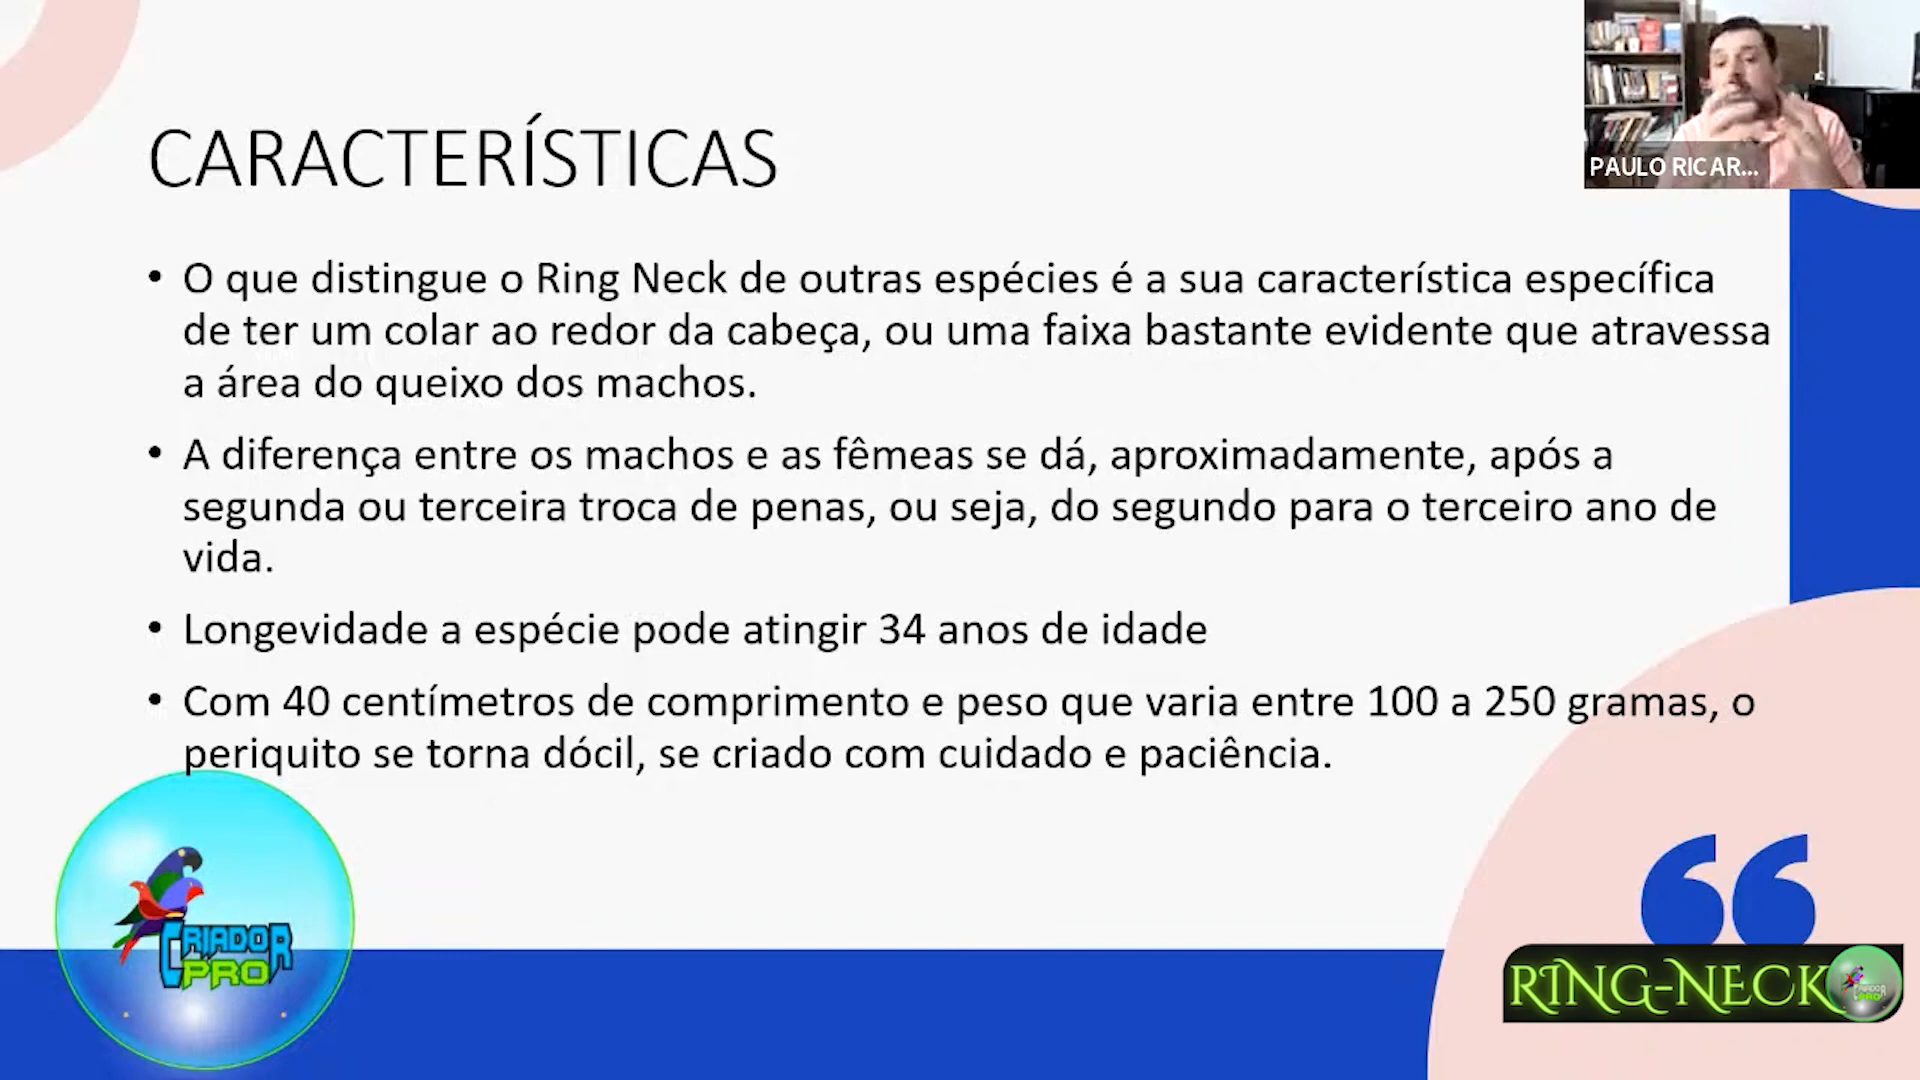 PAULO RICAR...
CARACTERÍSTICAS
• O que distingue o Ring Neck de outras espécies é a sua característica específica
de ter um colar ao redor da cabeça, ou uma faixa bastante evidente que atravessa
a área do queixo dos machos.
• A diferença entre os machos e as fêmeas se dá, aproximadamente, após a
segunda ou terceira troca de penas, ou seja, do segundo para o terceiro ano de
vida.
• Longevidade a espécie pode atingir 34 anos de idade
• Com 40 centímetros de comprimento e peso que varia entre 100 a 250 gramas, o
periquito se torna dócil, se criado com cuidado e paciência.
CRIADOR
PRO
RING-NECK
CRIADOR
PRO